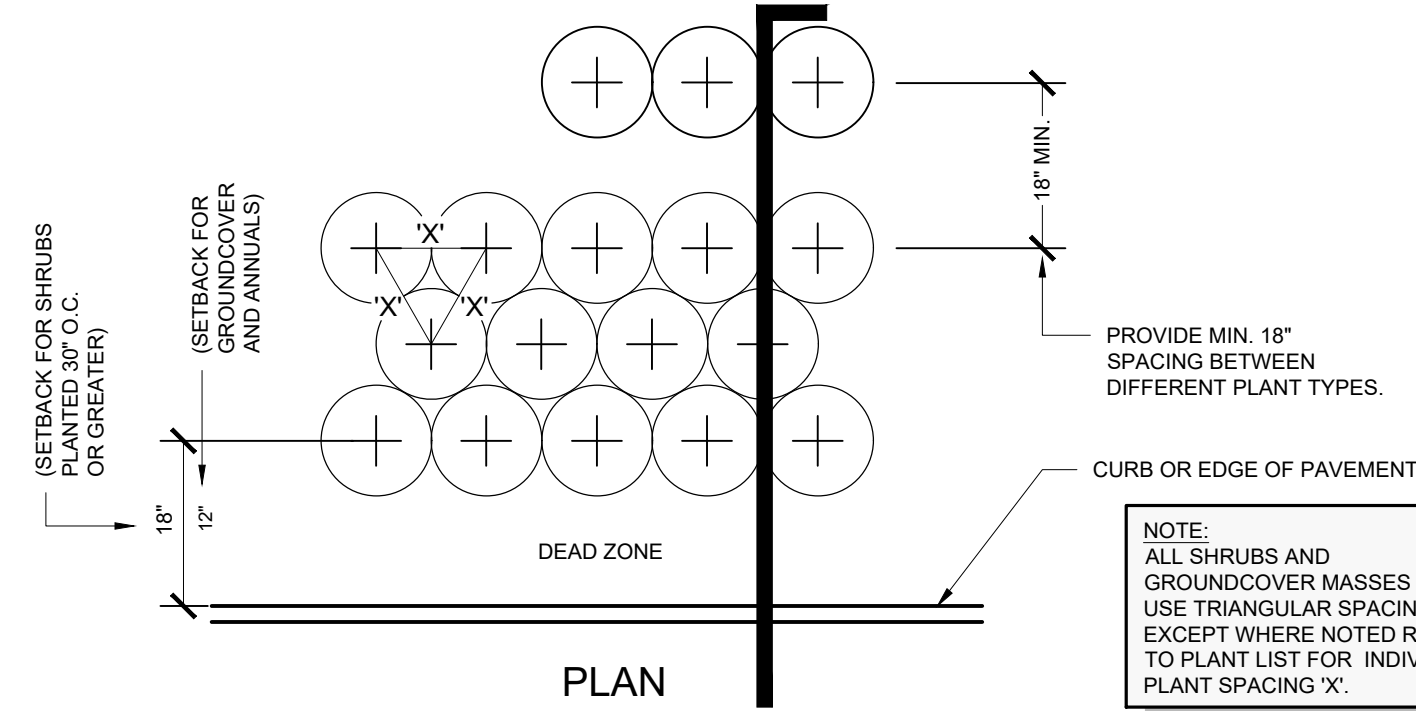 18" MIN.
(SETBACK FOR
GROUNDCOVER
AND ANNUALS)
(SETBACK FOR SHRUBS
PLANTED 30" O.C.
OR GREATER)
'X'
'X'
'X'
PROVIDE MIN. 18"
SPACING BETWEEN
DIFFERENT PLANT TYPES.
CURB OR EDGE OF PAVEMENT
18"
12"
DEAD ZONE
NOTE:
ALL SHRUBS AND
GROUNDCOVER MASSES
USE TRIANGULAR
EXCEPT WHERE NOTED
TO PLANT LIST FOR
PLANT SPACING 'X'.
PLAN